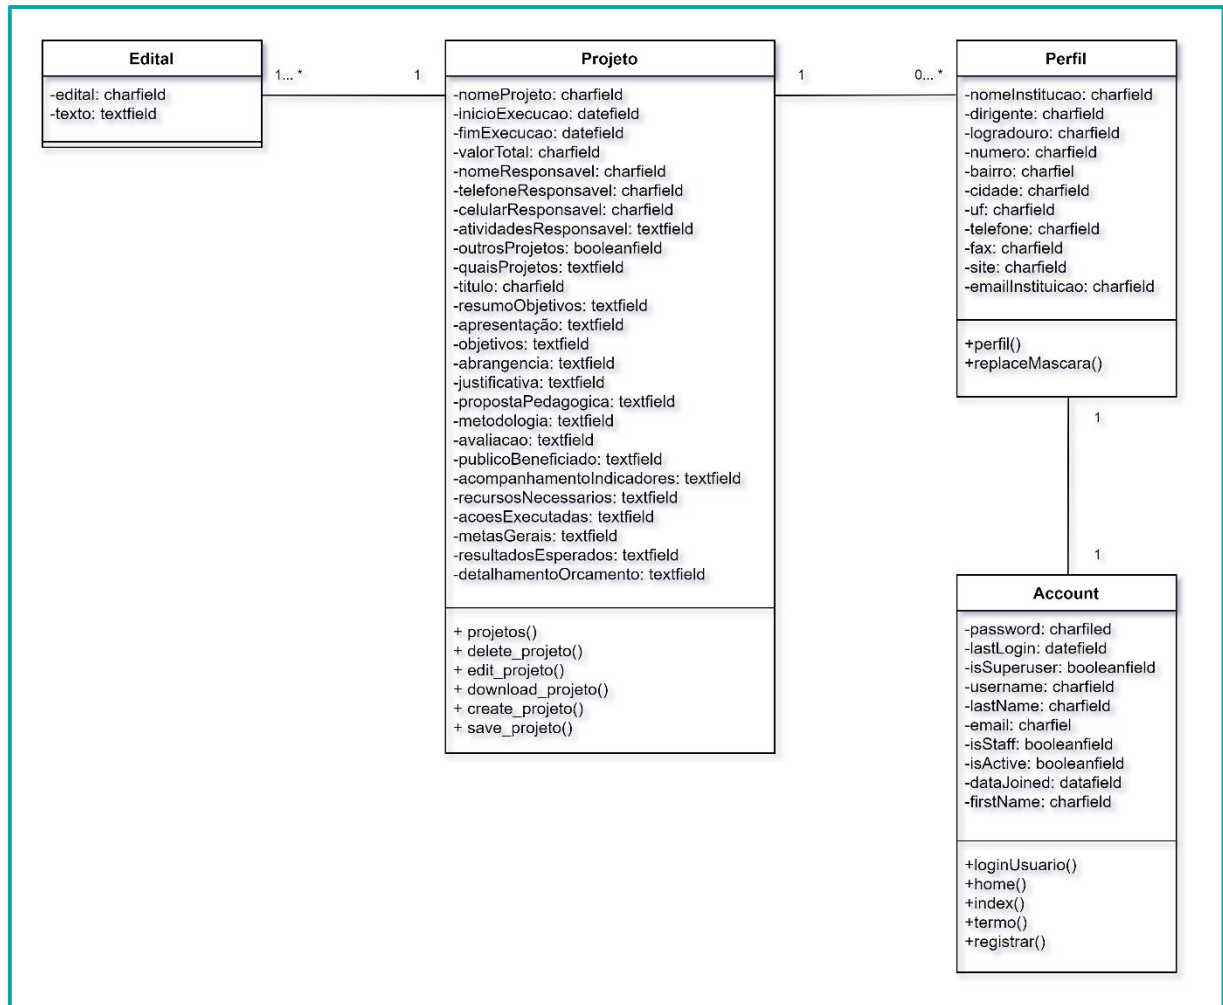 Edital
-edital: charfield
-texto: textfield
1... *
1
Projeto
-nomeProjeto: charfield
-inicioExecucao: datefield
-fimExecucao: datefield
-valorTotal: charfield
-nomeResponsavel: charfield
-telefoneResponsavel: charfield
-celularResponsavel: charfield
-atividadesResponsavel: textfield
-outrosProjetos: booleanfield
-quaisProjetos: textfield
-titulo: charfield
-resumoObjetivos: textfield
-apresentação: textfield
-objetivos: textfield
-abrangencia: textfield
-justificativa: textfield
-propostaPedagogica: textfield
-metodologia: textfield
-avaliacao: textfield
-publicoBeneficiado: textfield
-acompanhamentoIndicadores: textfield
-recursosNecessarios: textfield
-acoesExecutadas: textfield
-metasGerais: textfield
-resultadosEsperados: textfield
-detalhamentoOrcamento: textfield
+ projetos()
+ delete_projeto()
+ edit_projeto()
+ download_projeto()
+ create_projeto()
+ save_projeto()
1
0... *
Perfil
-nomeInstitucao: charfield
-dirigente: charfield
-logradouro: charfield
-numero: charfield
-bairro: charfiel
-cidade: charfield
-uf: charfield
-telefone: charfield
-fax: charfield
-site: charfield
-emailInstituicao: charfield
+perfil()
+replaceMascara()
1
1
Account
-password: charfiled
-lastLogin: datefield
-isSuperuser: booleanfield
-username: charfield
-lastName: charfield
-email: charfiel
-isStaff: booleanfield
-isActive: booleanfield
-dataJoined: datafield
-firstName: charfield
+loginUsuario()
+home()
+index()
+termo()
+registrar()